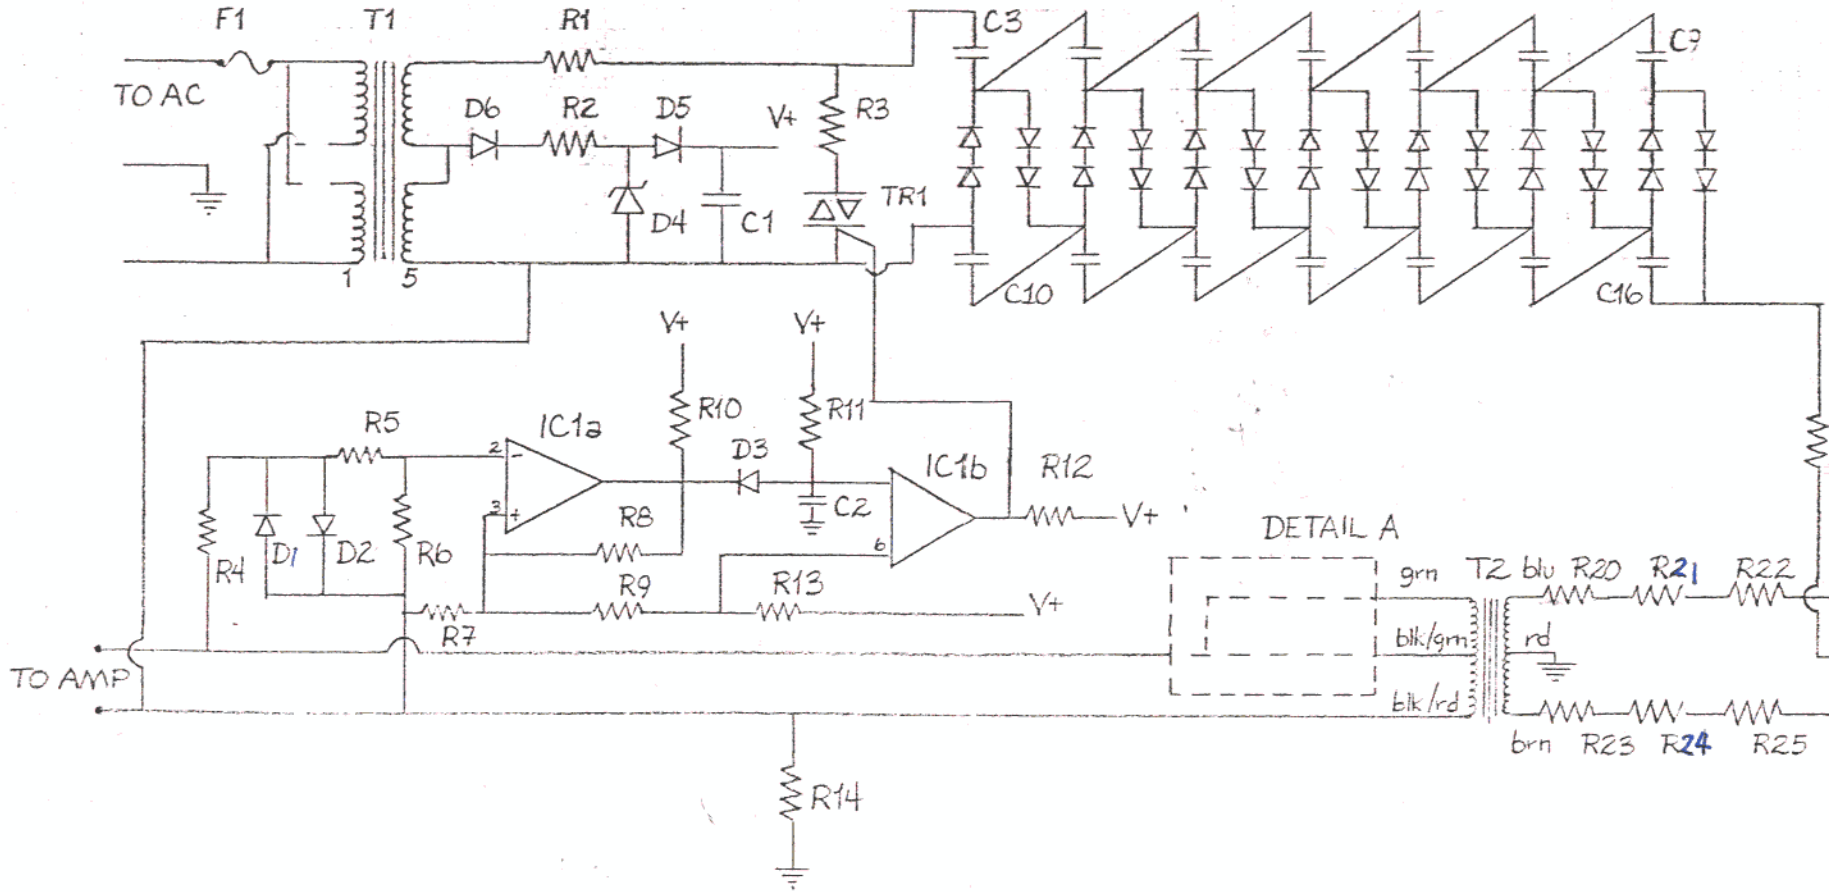 F1 T1 R1 C3 C9
TO AC
D6 R2 D5 V+ R3
D4 C1 TR1
1 5
C10 C16
V+ V+
R5 IC1a R10 R11
2 - D3 IC1b R12
3 + R8 C2 V+
R4 D1 D2 R6 6 DETAIL A
R9 R13 V+ grn T2 blu R20 R21 R22
R7 blk/grn rd
TO AMP blk/rd
brn R23 R24 R25
R14